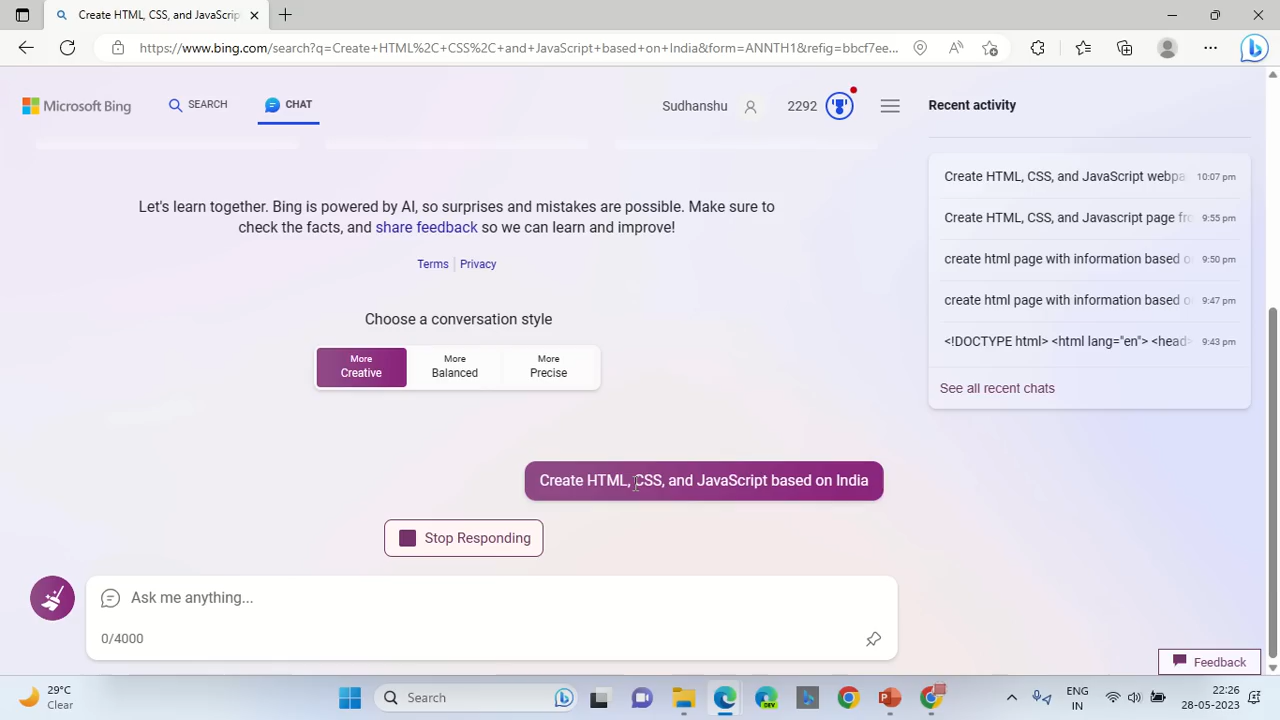 Create HTML, CSS, and JavaScrip
https://www.bing.com/search?q=Create+HTML%2C+CSS%2C+and+JavaScript+based+on+India&form=ANNTH1&refig=bbcf7ee...
Microsoft Bing
SEARCH
CHAT
Sudhanshu
2292
Recent activity
Create HTML, CSS, and JavaScript webpa 10:07 pm
Create HTML, CSS, and Javascript page fro 9:55 pm
create html page with information based o 9:50 pm
create html page with information based o 9:47 pm
<!DOCTYPE html> <html lang="en"> <head> 9:43 pm
See all recent chats
Let's learn together. Bing is powered by AI, so surprises and mistakes are possible. Make sure to
check the facts, and share feedback so we can learn and improve!
Terms Privacy
Choose a conversation style
More Creative
More Balanced
More Precise
Create HTML, CSS, and JavaScript based on India
Stop Responding
Ask me anything...
0/4000
Feedback
29°C
Clear
Search
DEV
ENG
IN
22:26
28-05-2023